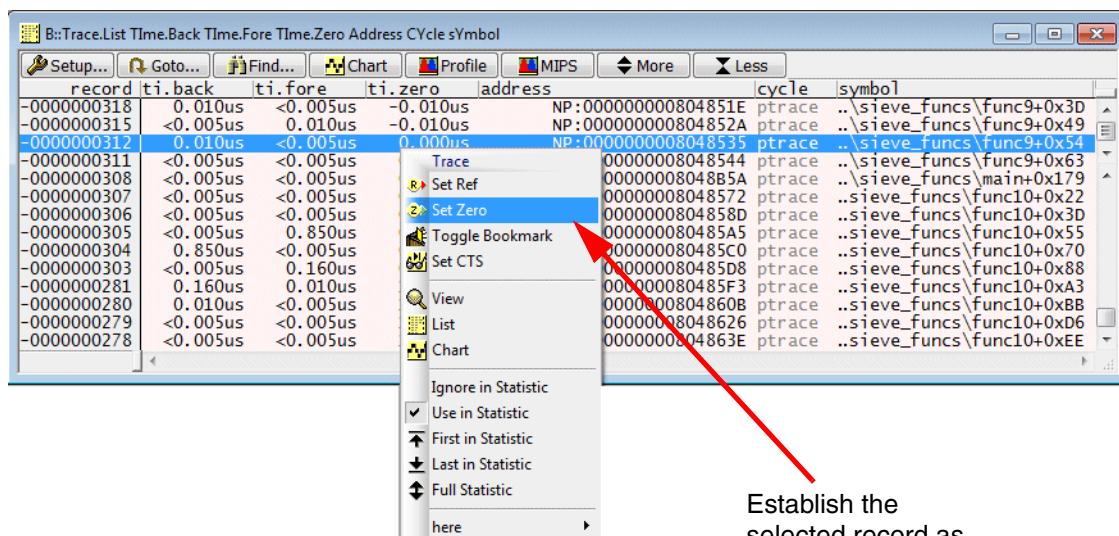 B::Trace.List TIme.Back TIme.Fore TIme.Zero Address CYcle sYmbol
Setup... Goto... Find... Chart Profile MIPS More Less
record ti.back ti.fore ti.zero address cycle symbol
-0000000318 0.010us <0.005us -0.010us NP:000000000804851E ptrace ..\sieve_funcs\func9+0x3D
-0000000315 <0.005us 0.010us -0.010us NP:000000000804852A ptrace ..\sieve_funcs\func9+0x49
-0000000312 0.010us <0.005us 0.000us NP:0000000008048535 ptrace ..\sieve_funcs\func9+0x54
-0000000311 <0.005us <0.005us 00000008048544 ptrace ..\sieve_funcs\func9+0x63
-0000000308 <0.005us <0.005us 00000008048B5A ptrace ..\sieve_funcs\main+0x179
-0000000307 <0.005us <0.005us 00000008048572 ptrace ..sieve_funcs\func10+0x22
-0000000306 <0.005us <0.005us 0000000804858D ptrace ..sieve_funcs\func10+0x3D
-0000000305 <0.005us 0.850us 000000080485A5 ptrace ..sieve_funcs\func10+0x55
-0000000304 0.850us <0.005us 000000080485C0 ptrace ..sieve_funcs\func10+0x70
-0000000303 <0.005us 0.160us 000000080485D8 ptrace ..sieve_funcs\func10+0x88
-0000000281 0.160us 0.010us 000000080485F3 ptrace ..sieve_funcs\func10+0xA3
-0000000280 0.010us <0.005us 0000000804860B ptrace ..sieve_funcs\func10+0xBB
-0000000279 <0.005us <0.005us 00000008048626 ptrace ..sieve_funcs\func10+0xD6
-0000000278 <0.005us <0.005us 0000000804863E ptrace ..sieve_funcs\func10+0xEE
Trace
Set Ref
Set Zero
Toggle Bookmark
Set CTS
View
List
Chart
Ignore in Statistic
Use in Statistic
First in Statistic
Last in Statistic
Full Statistic
here
Establish the
selected record as